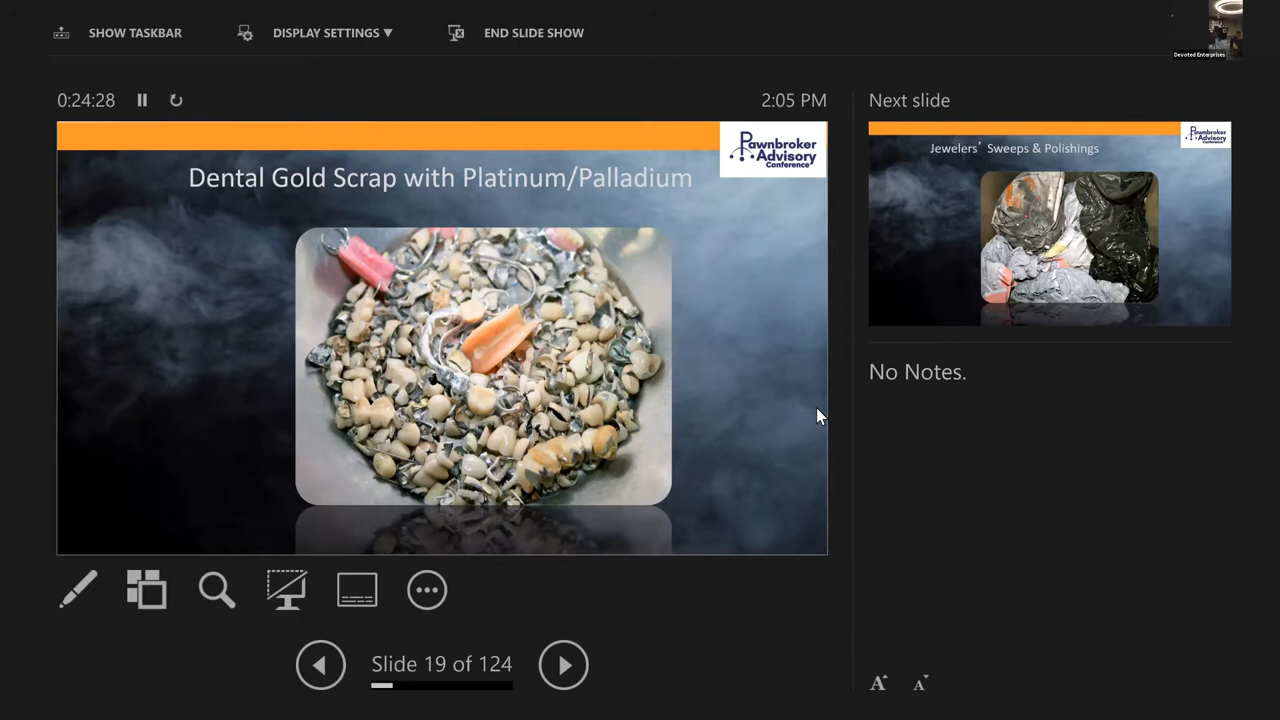 SHOW TASKBAR
DISPLAY SETTINGS ▼
END SLIDE SHOW
Devoted Enterprises
0:24:28
2:05 PM
Next slide
Pawnbroker
Advisory
Conference
Dental Gold Scrap with Platinum/Palladium
Pawnbroker
Advisory
Conference
Jewelers' Sweeps & Polishings
No Notes.
Slide 19 of 124
A A